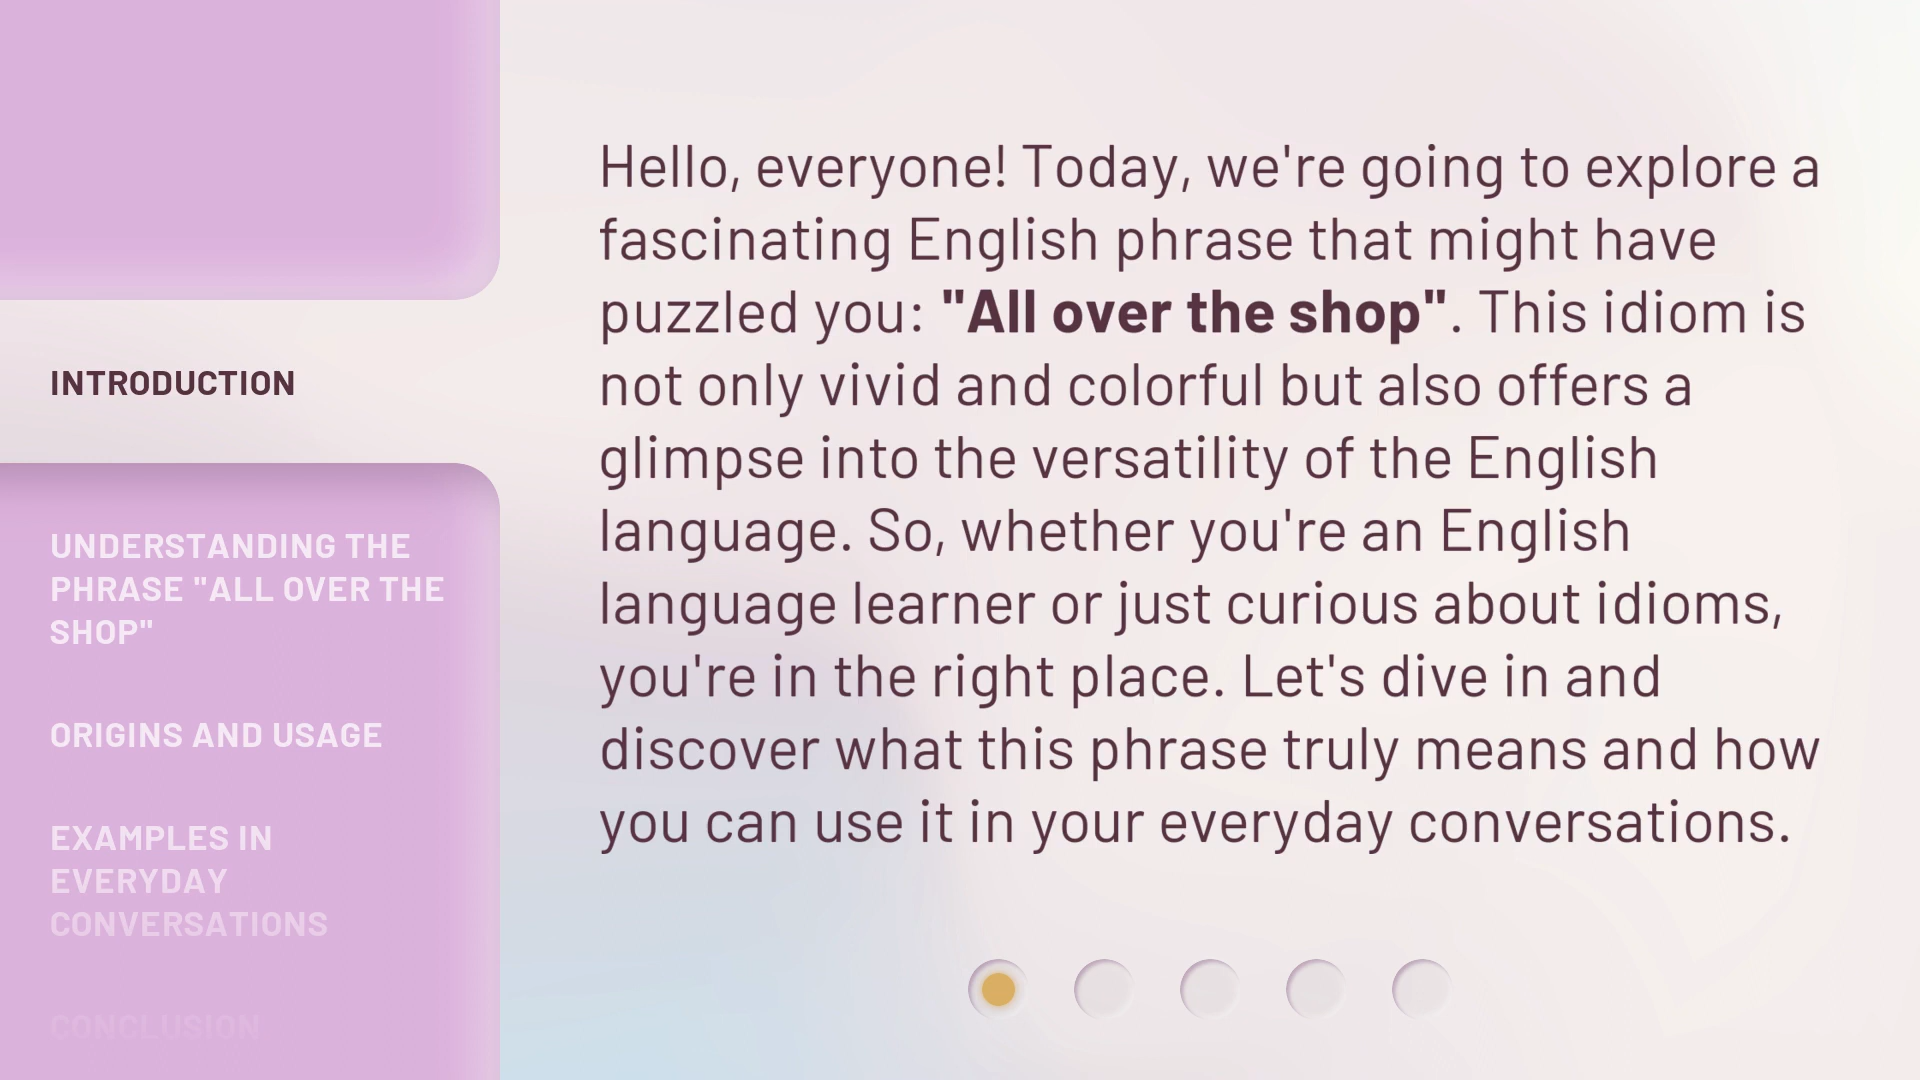 INTRODUCTION
UNDERSTANDING THE
PHRASE "ALL OVER THE
SHOP"
ORIGINS AND USAGE
EXAMPLES IN
EVERYDAY
CONVERSATIONS
CONCLUSION
Hello, everyone! Today, we're going to explore a
fascinating English phrase that might have
puzzled you: "All over the shop". This idiom is
not only vivid and colorful but also offers a
glimpse into the versatility of the English
language. So, whether you're an English
language learner or just curious about idioms,
you're in the right place. Let's dive in and
discover what this phrase truly means and how
you can use it in your everyday conversations.